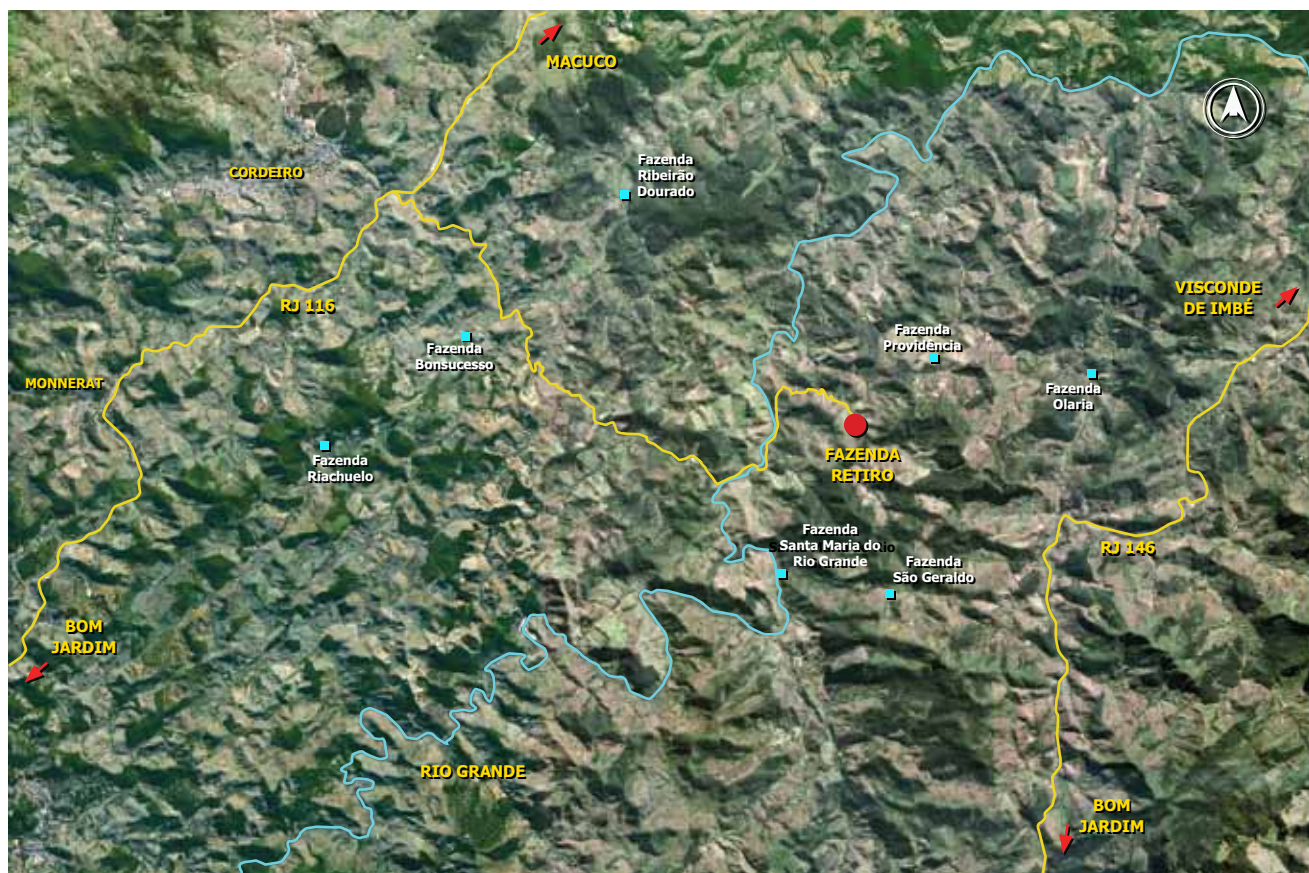 MACUCO
CORDEIRO
Fazenda
Ribeirão
Dourado
VISCONDE
DE IMBÉ
RJ 116
Fazenda
Providência
Fazenda
Bonsucesso
MONNERAT
Fazenda
Olaria
Fazenda
Riachuelo
FAZENDA
RETIRO
Fazenda
Santa Maria do
Rio Grande
RJ 146
Fazenda
São Geraldo
BOM
JARDIM
RIO GRANDE
BOM
JARDIM